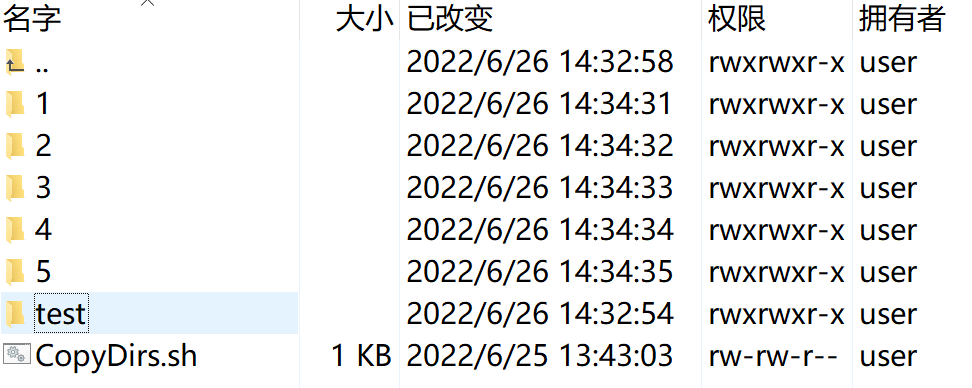 名字 大小 已改变 权限 拥有者
.. 2022/6/26 14:32:58 rwxrwxr-x user
1 2022/6/26 14:34:31 rwxrwxr-x user
2 2022/6/26 14:34:32 rwxrwxr-x user
3 2022/6/26 14:34:33 rwxrwxr-x user
4 2022/6/26 14:34:34 rwxrwxr-x user
5 2022/6/26 14:34:35 rwxrwxr-x user
test 2022/6/26 14:32:54 rwxrwxr-x user
CopyDirs.sh 1 KB 2022/6/25 13:43:03 rw-rw-r-- user